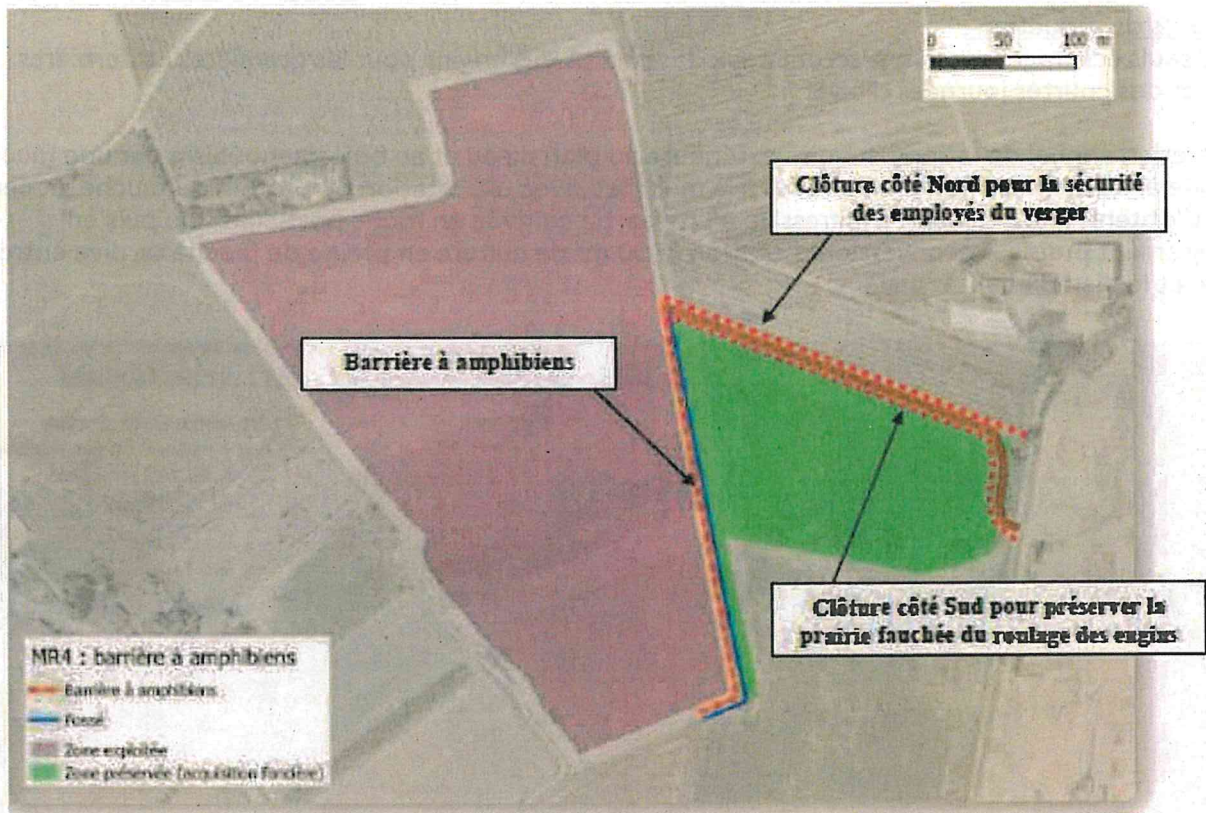 0 50 100 m
Clôture côté Nord pour la sécurité
des employés du verger
Barrière à amphibiens
Clôture côté Sud pour préserver la
prairie fauchée du roulage des engins
MR4 : barrière à amphibiens
Barrière à amphibiens
Fossé
Zone exploitée
Zone préservée (acquisition foncière)